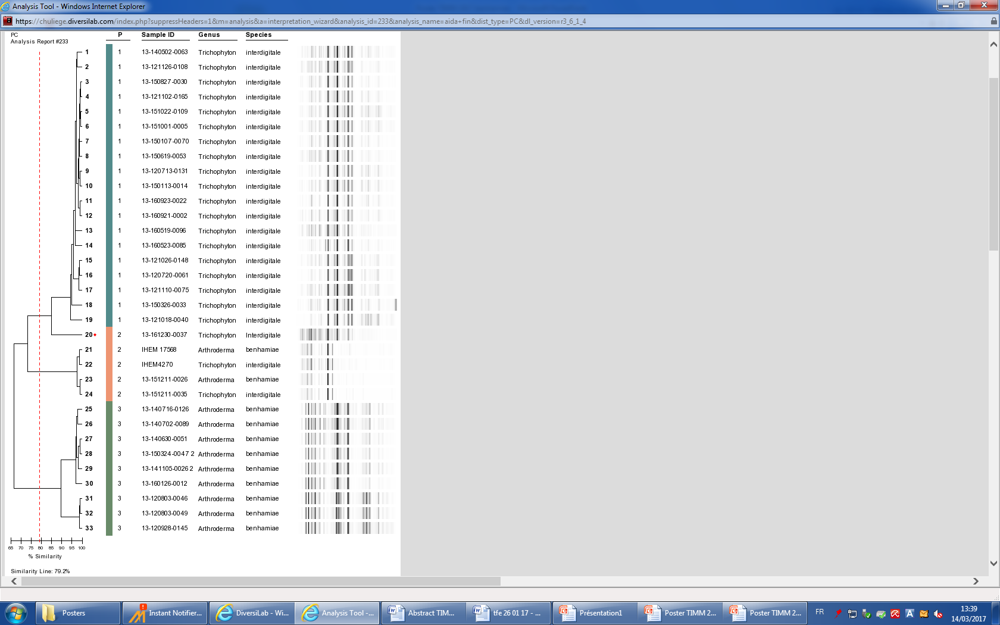 Analysis Tool - Windows Internet Explorer
https://chuliege.diversilab.com/index.php?suppressHeaders=1&m=analysis&a=interpretation_wizard&analysis_id=233&analysis_name=aida+fin&dist_type=PC&dl_version=r3_6_1_4
PC
Analysis Report #233
P Sample ID Genus Species
1 1 13-140502-0063 Trichophyton interdigitale
2 1 13-121126-0108 Trichophyton interdigitale
3 1 13-150827-0030 Trichophyton interdigitale
4 1 13-121102-0165 Trichophyton interdigitale
5 1 13-151022-0109 Trichophyton interdigitale
6 1 13-151001-0005 Trichophyton interdigitale
7 1 13-150107-0070 Trichophyton interdigitale
8 1 13-150619-0053 Trichophyton interdigitale
9 1 13-120713-0131 Trichophyton interdigitale
10 1 13-150113-0014 Trichophyton interdigitale
11 1 13-160923-0022 Trichophyton interdigitale
12 1 13-160921-0002 Trichophyton interdigitale
13 1 13-160519-0096 Trichophyton interdigitale
14 1 13-160523-0085 Trichophyton interdigitale
15 1 13-121026-0148 Trichophyton interdigitale
16 1 13-120720-0061 Trichophyton interdigitale
17 1 13-121110-0075 Trichophyton interdigitale
18 1 13-150326-0033 Trichophyton interdigitale
19 1 13-121018-0040 Trichophyton interdigitale
20 2 13-161230-0037 Trichophyton Interdigitale
21 2 IHEM 17568 Arthroderma benhamiae
22 2 IHEM4270 Trichophyton interdigitale
23 2 13-151211-0026 Arthroderma benhamiae
24 2 13-151211-0035 Trichophyton interdigitale
25 3 13-140716-0126 Arthroderma benhamiae
26 3 13-140702-0089 Arthroderma benhamiae
27 3 13-140630-0051 Arthroderma benhamiae
28 3 13-150324-0047 2 Arthroderma benhamiae
29 3 13-141105-0026 2 Arthroderma benhamiae
30 3 13-160126-0012 Arthroderma benhamiae
31 3 13-120803-0046 Arthroderma benhamiae
32 3 13-120803-0049 Arthroderma benhamiae
33 3 13-120928-0145 Arthroderma benhamiae
65 70 75 80 85 90 95 100
% Similarity
Similarity Line: 79.2%
Posters Instant Notifier... DiversiLab - Wi... Analysis Tool -... Abstract TIM... tfe 26 01 17 - ... Présentation1 Poster TIMM 2... Poster TIMM 2... FR 13:39
14/03/2017